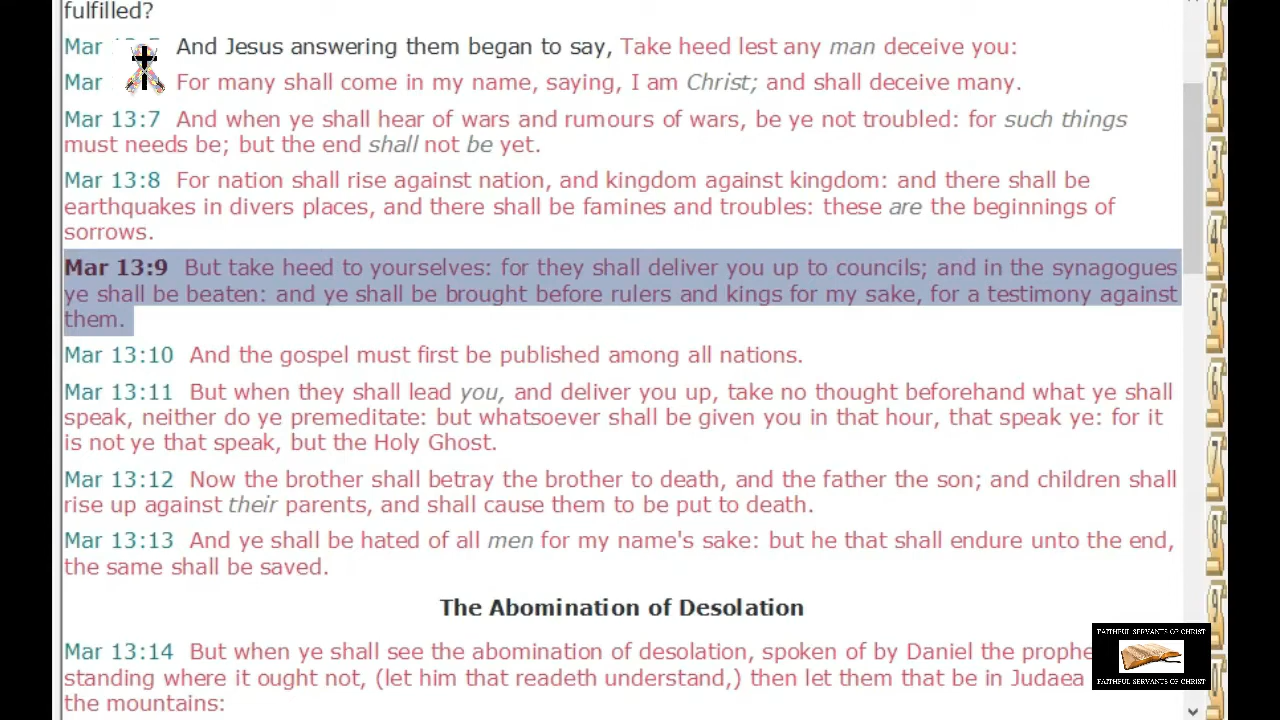 fulfilled?
Mar 13:5 And Jesus answering them began to say, Take heed lest any man deceive you:
Mar For many shall come in my name, saying, I am Christ; and shall deceive many.
Mar 13:7 And when ye shall hear of wars and rumours of wars, be ye not troubled: for such things
must needs be; but the end shall not be yet.
Mar 13:8 For nation shall rise against nation, and kingdom against kingdom: and there shall be
earthquakes in divers places, and there shall be famines and troubles: these are the beginnings of
sorrows.
Mar 13:9 But take heed to yourselves: for they shall deliver you up to councils; and in the synagogues
ye shall be beaten: and ye shall be brought before rulers and kings for my sake, for a testimony against
them.
Mar 13:10 And the gospel must first be published among all nations.
Mar 13:11 But when they shall lead you, and deliver you up, take no thought beforehand what ye shall
speak, neither do ye premeditate: but whatsoever shall be given you in that hour, that speak ye: for it
is not ye that speak, but the Holy Ghost.
Mar 13:12 Now the brother shall betray the brother to death, and the father the son; and children shall
rise up against their parents, and shall cause them to be put to death.
Mar 13:13 And ye shall be hated of all men for my name's sake: but he that shall endure unto the end,
the same shall be saved.
The Abomination of Desolation
Mar 13:14 But when ye shall see the abomination of desolation, spoken of by Daniel the prophe
standing where it ought not, (let him that readeth understand,) then let them that be in Judaea
the mountains:
FAITHFUL SERVANTS OF CHRIST
FAITHFUL SERVANTS OF CHRIST
1
2
3
4
5
6
7
8
9